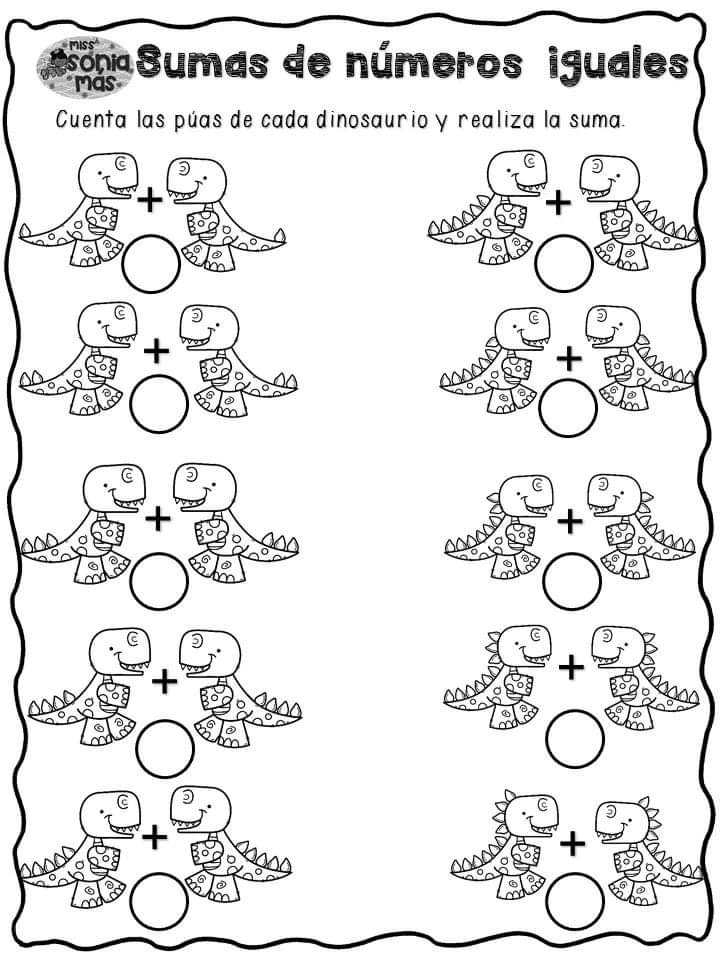 MISS
sonia
mas
Sumas de números iguales
Cuenta las púas de cada dinosaurio y realiza la suma.
+ +
+ +
+ +
+ +
+ +